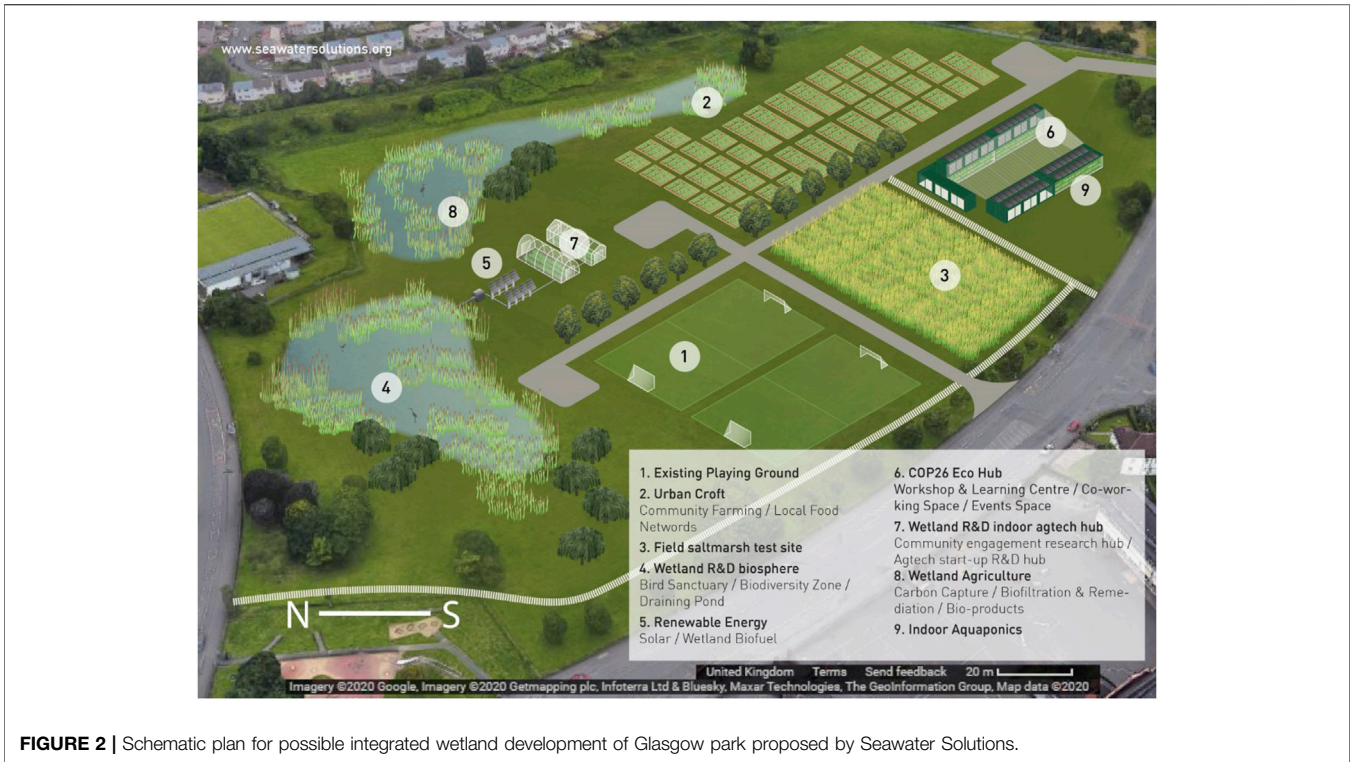 www.seawatersolutions.org
2
6
9
8
7
5
3
1
4
1. Existing Playing Ground
2. Urban Croft
Community Farming / Local Food
Networds
3. Field saltmarsh test site
4. Wetland R&D biosphere
Bird Sanctuary / Biodiversity Zone /
Draining Pond
5. Renewable Energy
Solar / Wetland Biofuel
6. COP26 Eco Hub
Workshop & Learning Centre / Co-wor-
king Space / Events Space
7. Wetland R&D indoor agtech hub
Community engagement research hub /
Agtech start-up R&D hub
8. Wetland Agriculture
Carbon Capture / Biofiltration & Reme-
diation / Bio-products
9. Indoor Aquaponics
N S
United Kingdom Terms Send feedback 20 m
Imagery ©2020 Google, Imagery ©2020 Getmapping plc, Infoterra Ltd & Bluesky, Maxar Technologies, The GeoInformation Group, Map data ©2020
FIGURE 2 | Schematic plan for possible integrated wetland development of Glasgow park proposed by Seawater Solutions.